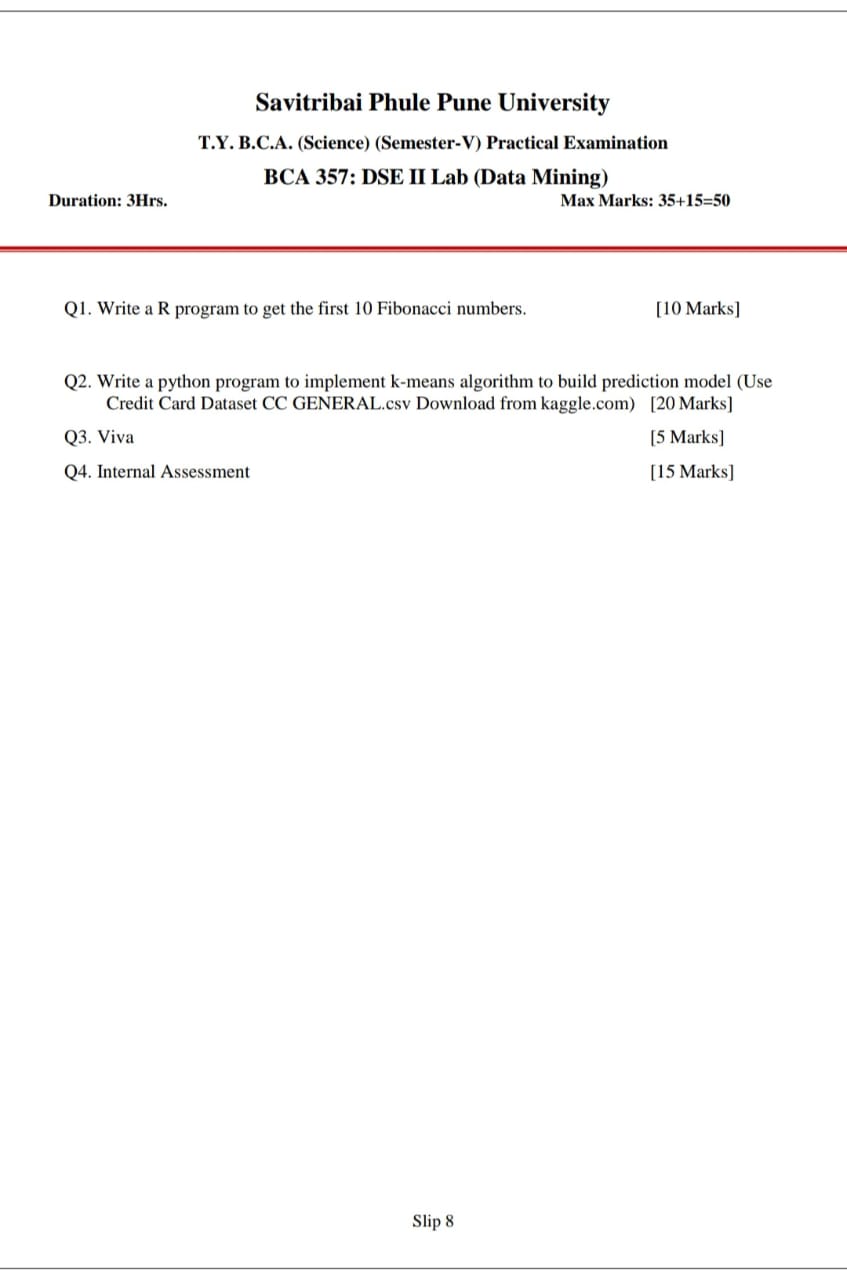 Savitribai Phule Pune University
T.Y. B.C.A. (Science) (Semester-V) Practical Examination
BCA 357: DSE II Lab (Data Mining)
Duration: 3Hrs. Max Marks: 35+15=50
Q1. Write a R program to get the first 10 Fibonacci numbers. [10 Marks]
Q2. Write a python program to implement k-means algorithm to build prediction model (Use
Credit Card Dataset CC GENERAL.csv Download from kaggle.com) [20 Marks]
Q3. Viva [5 Marks]
Q4. Internal Assessment [15 Marks]
Slip 8